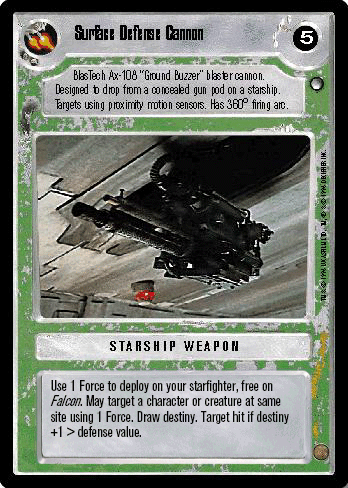 Surface Defense Cannon
5
BlasTech Ax-108 "Ground Buzzer" blaster cannon.
Designed to drop from a concealed gun pod on a starship.
Targets using proximity motion sensors. Has 360° firing arc.
STARSHIP WEAPON
Use 1 Force to deploy on your starfighter, free on
Falcon. May target a character or creature at same
site using 1 Force. Draw destiny. Target hit if destiny
+1 > defense value.